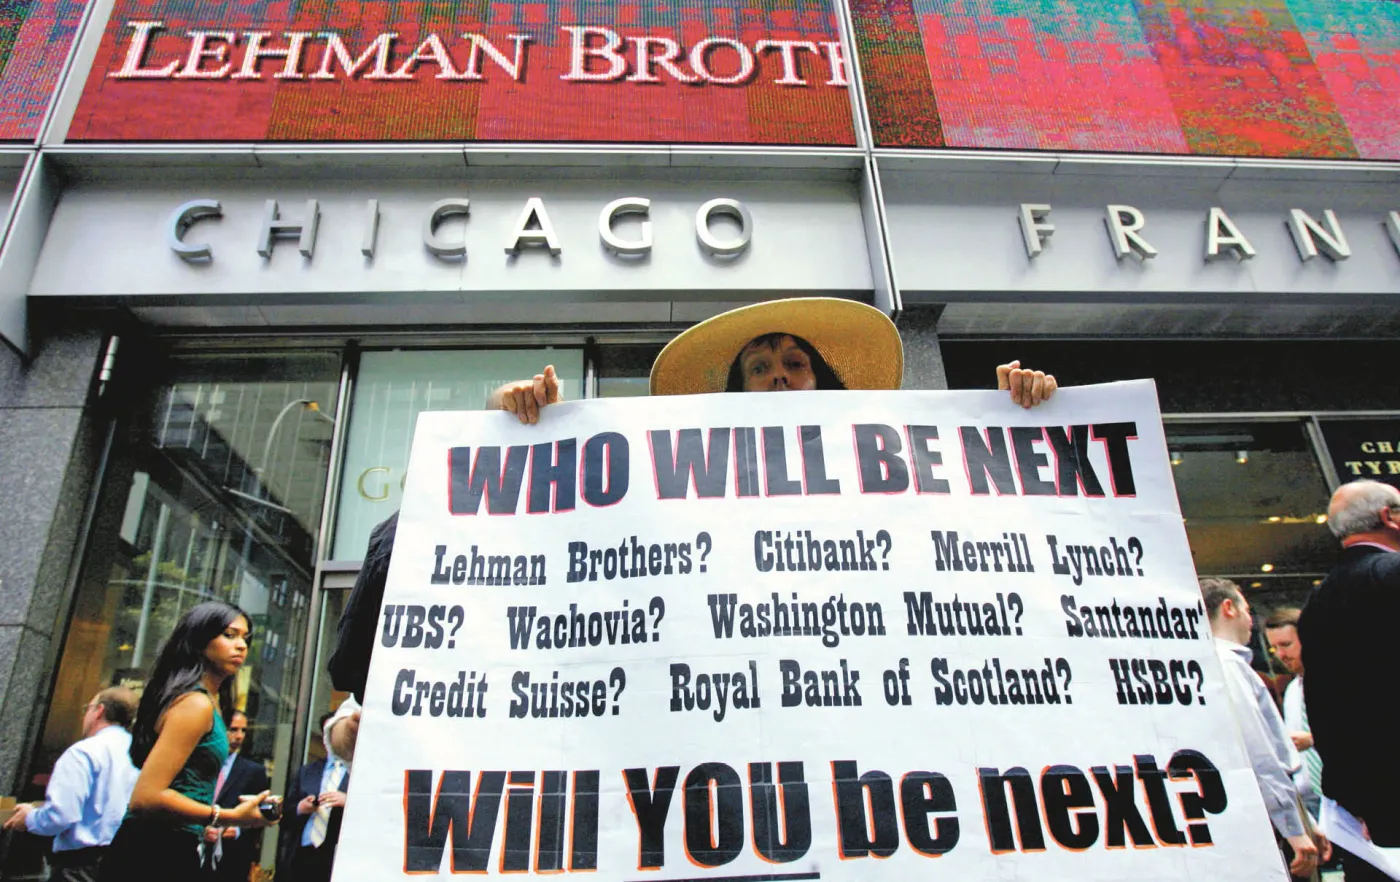 LEHMAN BROTH
CHICAGO
FRAN
WHO WILL BE NEXT
Lehman Brothers? Citibank? Merrill Lynch?
UBS? Wachovia? Washington Mutual? Santandar?
Credit Suisse? Royal Bank of Scotland? HSBC?
Will YOU be next?